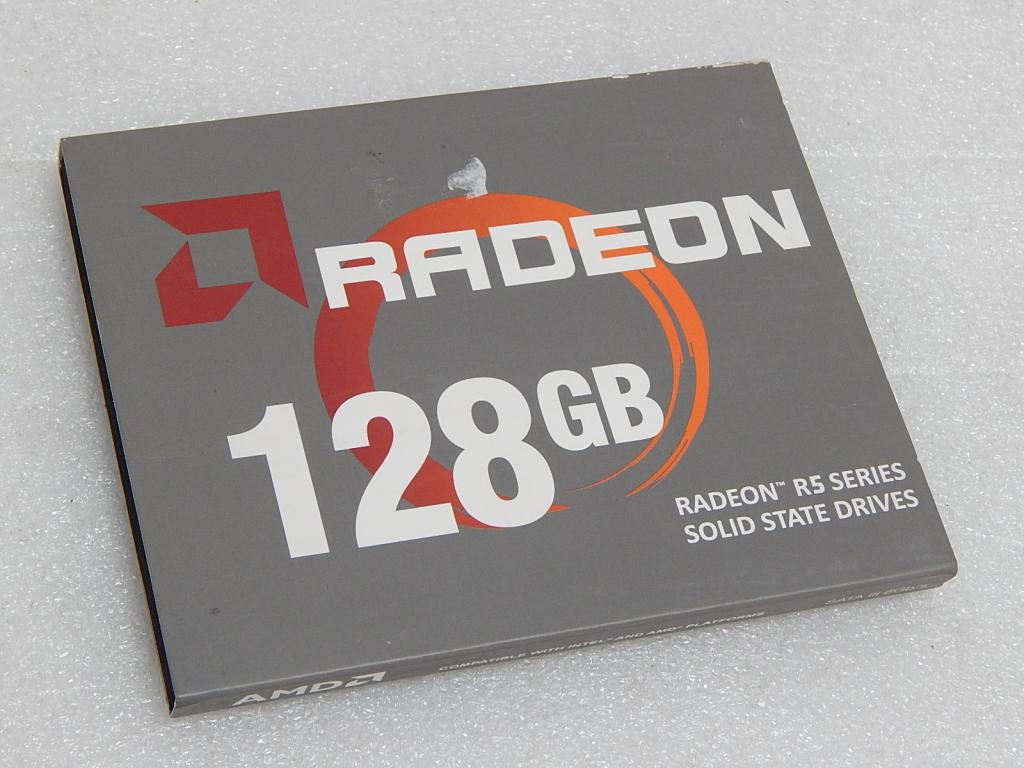 RADEON
128GB
RADEON™ R5 SERIES
SOLID STATE DRIVES
AMD
COMPATIBLE WITH INTEL® AND AMD PLATFORMS
SATA III 6Gb/s